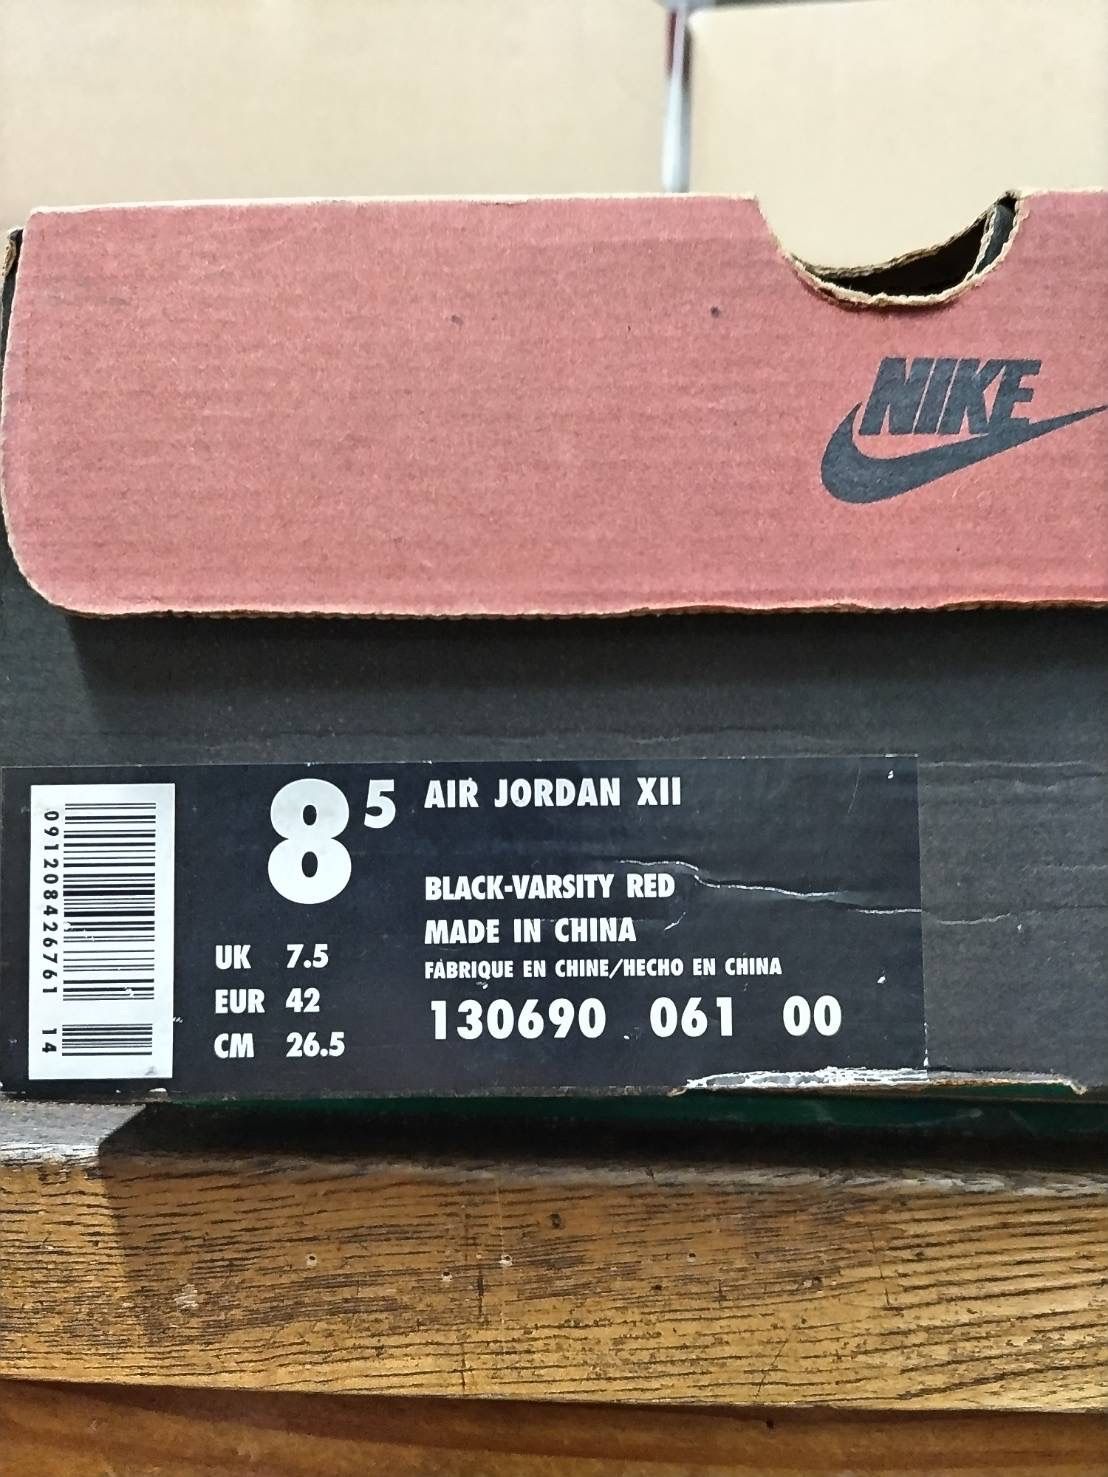 NIKE
8 5
AIR JORDAN XII
BLACK-VARSITY RED
MADE IN CHINA
FABRIQUE EN CHINE/HECHO EN CHINA
130690 061 00
UK 7.5
EUR 42
CM 26.5
091208426761 14